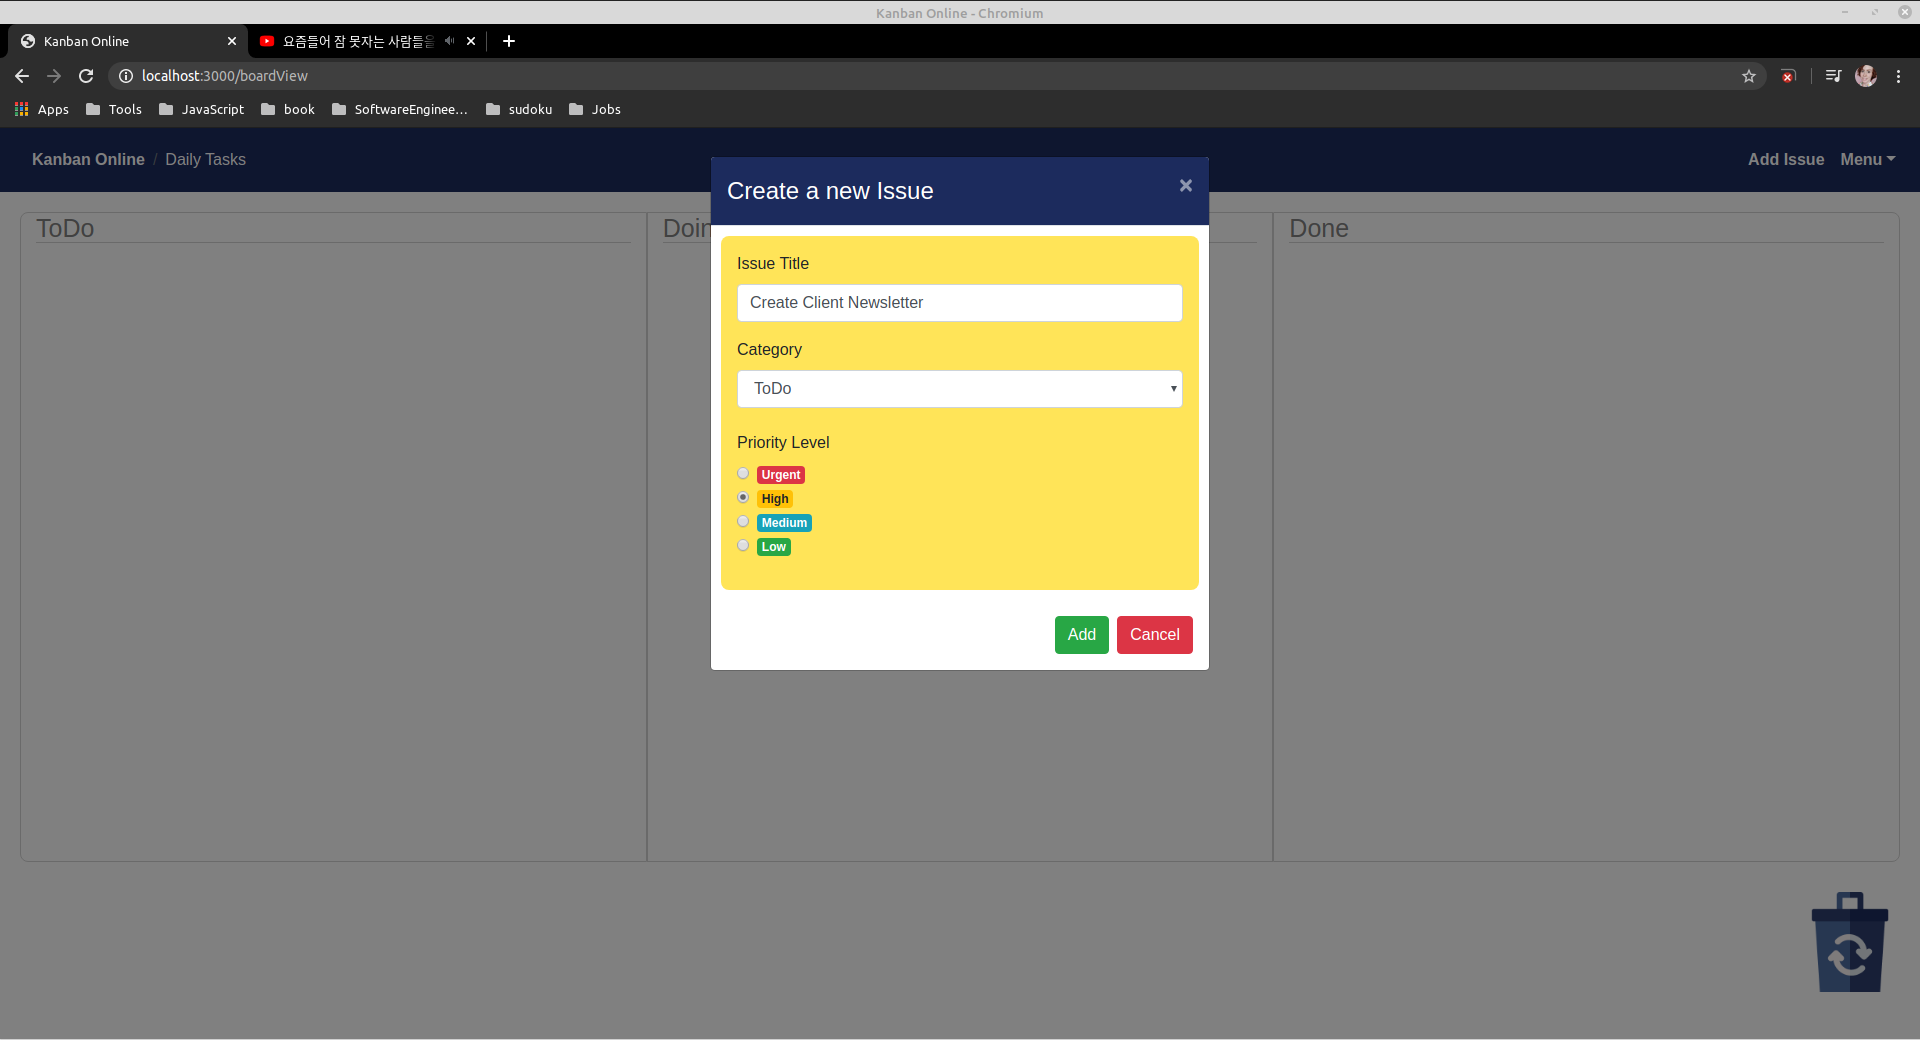 Kanban Online - Chromium
Kanban Online
요즘들어 잠 못자는 사람들을
localhost:3000/boardView
Apps Tools JavaScript book SoftwareEnginee… sudoku Jobs
Kanban Online / Daily Tasks Add Issue Menu
Create a new Issue ×
ToDo Doin Done
Issue Title
Create Client Newsletter
Category
ToDo
Priority Level
Urgent
High
Medium
Low
Add Cancel